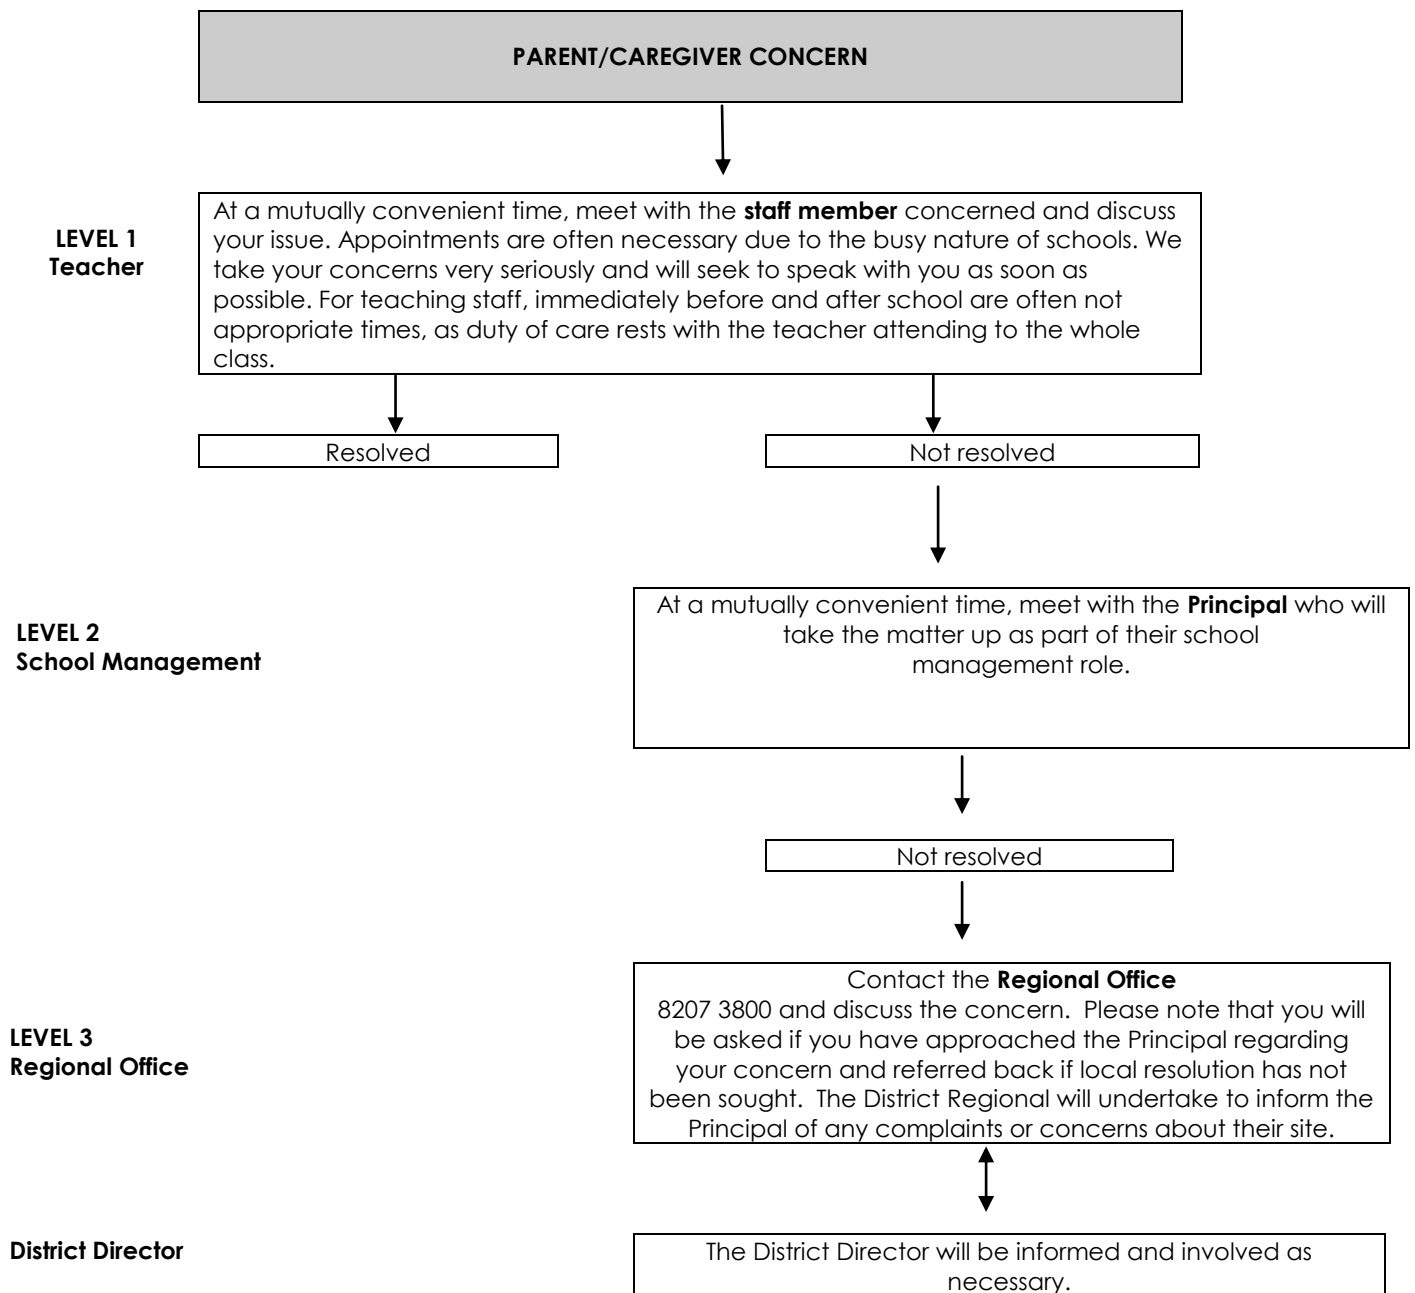 PARENT/CAREGIVER CONCERN
LEVEL 1
Teacher
At a mutually convenient time, meet with the staff member concerned and discuss
your issue. Appointments are often necessary due to the busy nature of schools. We
take your concerns very seriously and will seek to speak with you as soon as
possible. For teaching staff, immediately before and after school are often not
appropriate times, as duty of care rests with the teacher attending to the whole
class.
Resolved
Not resolved
LEVEL 2
School Management
At a mutually convenient time, meet with the Principal who will
take the matter up as part of their school
management role.
Not resolved
LEVEL 3
Regional Office
Contact the Regional Office
8207 3800 and discuss the concern.  Please note that you will
be asked if you have approached the Principal regarding
your concern and referred back if local resolution has not
been sought.  The District Regional will undertake to inform the
Principal of any complaints or concerns about their site.
District Director
The District Director will be informed and involved as
necessary.